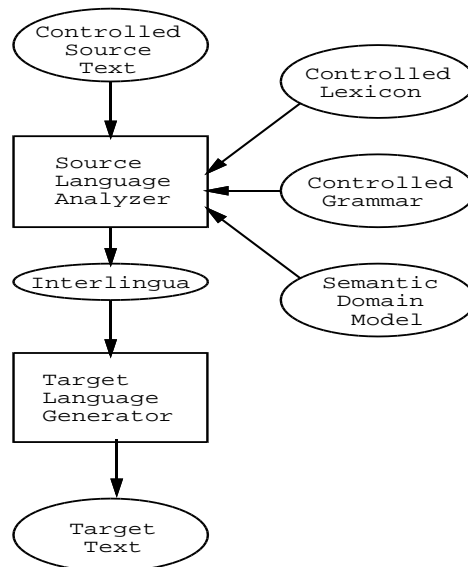 Controlled
Source
Text
Controlled
Lexicon
Source
Language
Analyzer
Controlled
Grammar
Interlingua
Semantic
Domain
Model
Target
Language
Generator
Target
Text